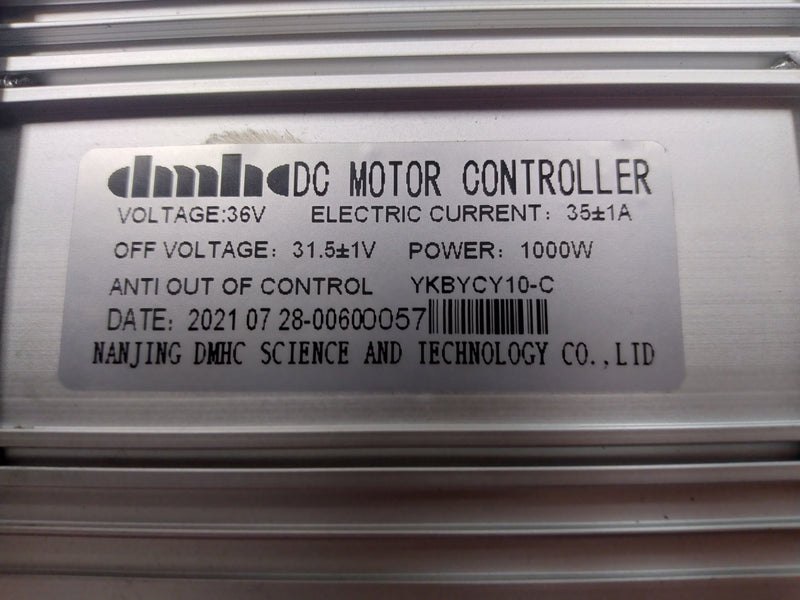 dmhc DC MOTOR CONTROLLER
VOLTAGE:36V ELECTRIC CURRENT: 35±1A
OFF VOLTAGE: 31.5±1V POWER: 1000W
ANTI OUT OF CONTROL YKBYCY10-C
DATE: 2021 07 28-00600057
NANJING DMHC SCIENCE AND TECHNOLOGY CO.,LTD